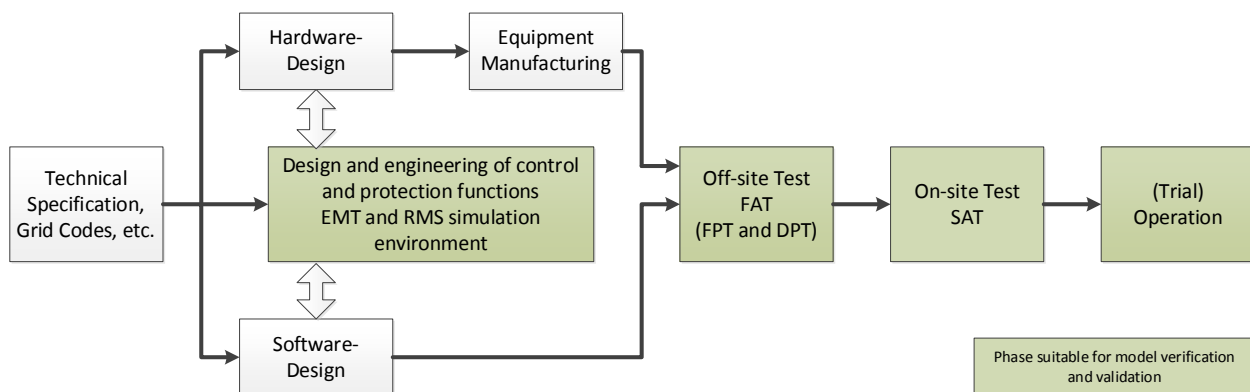 Hardware-
Design
Equipment
Manufacturing
Technical
Specification,
Grid Codes, etc.
Design and engineering of control
and protection functions
EMT and RMS simulation
environment
Off-site Test
FAT
(FPT and DPT)
On-site Test
SAT
(Trial)
Operation
Software-
Design
Phase suitable for model verification
and validation